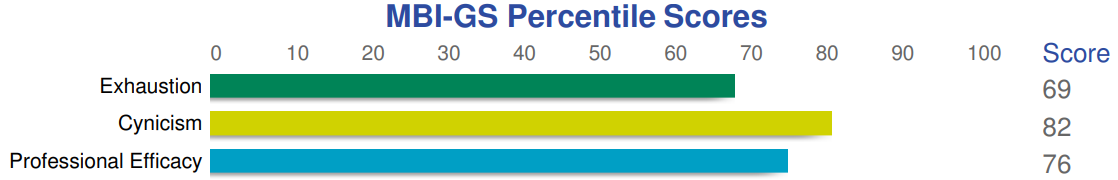 MBI-GS Percentile Scores
0 10 20 30 40 50 60 70 80 90 100 Score
Exhaustion 69
Cynicism 82
Professional Efficacy 76